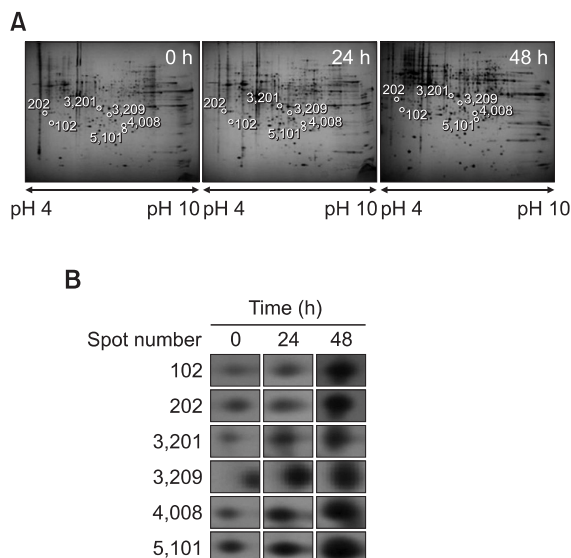 A
0 h
24 h
48 h
202
3,201
3,209
102
4,008
5,101
202
3,201
3,209
102
4,008
5,101
202
3,201
3,209
102
4,008
5,101
pH 4
pH 10
pH 4
pH 10
pH 4
pH 10
B
Time (h)
Spot number 0 24 48
102
202
3,201
3,209
4,008
5,101